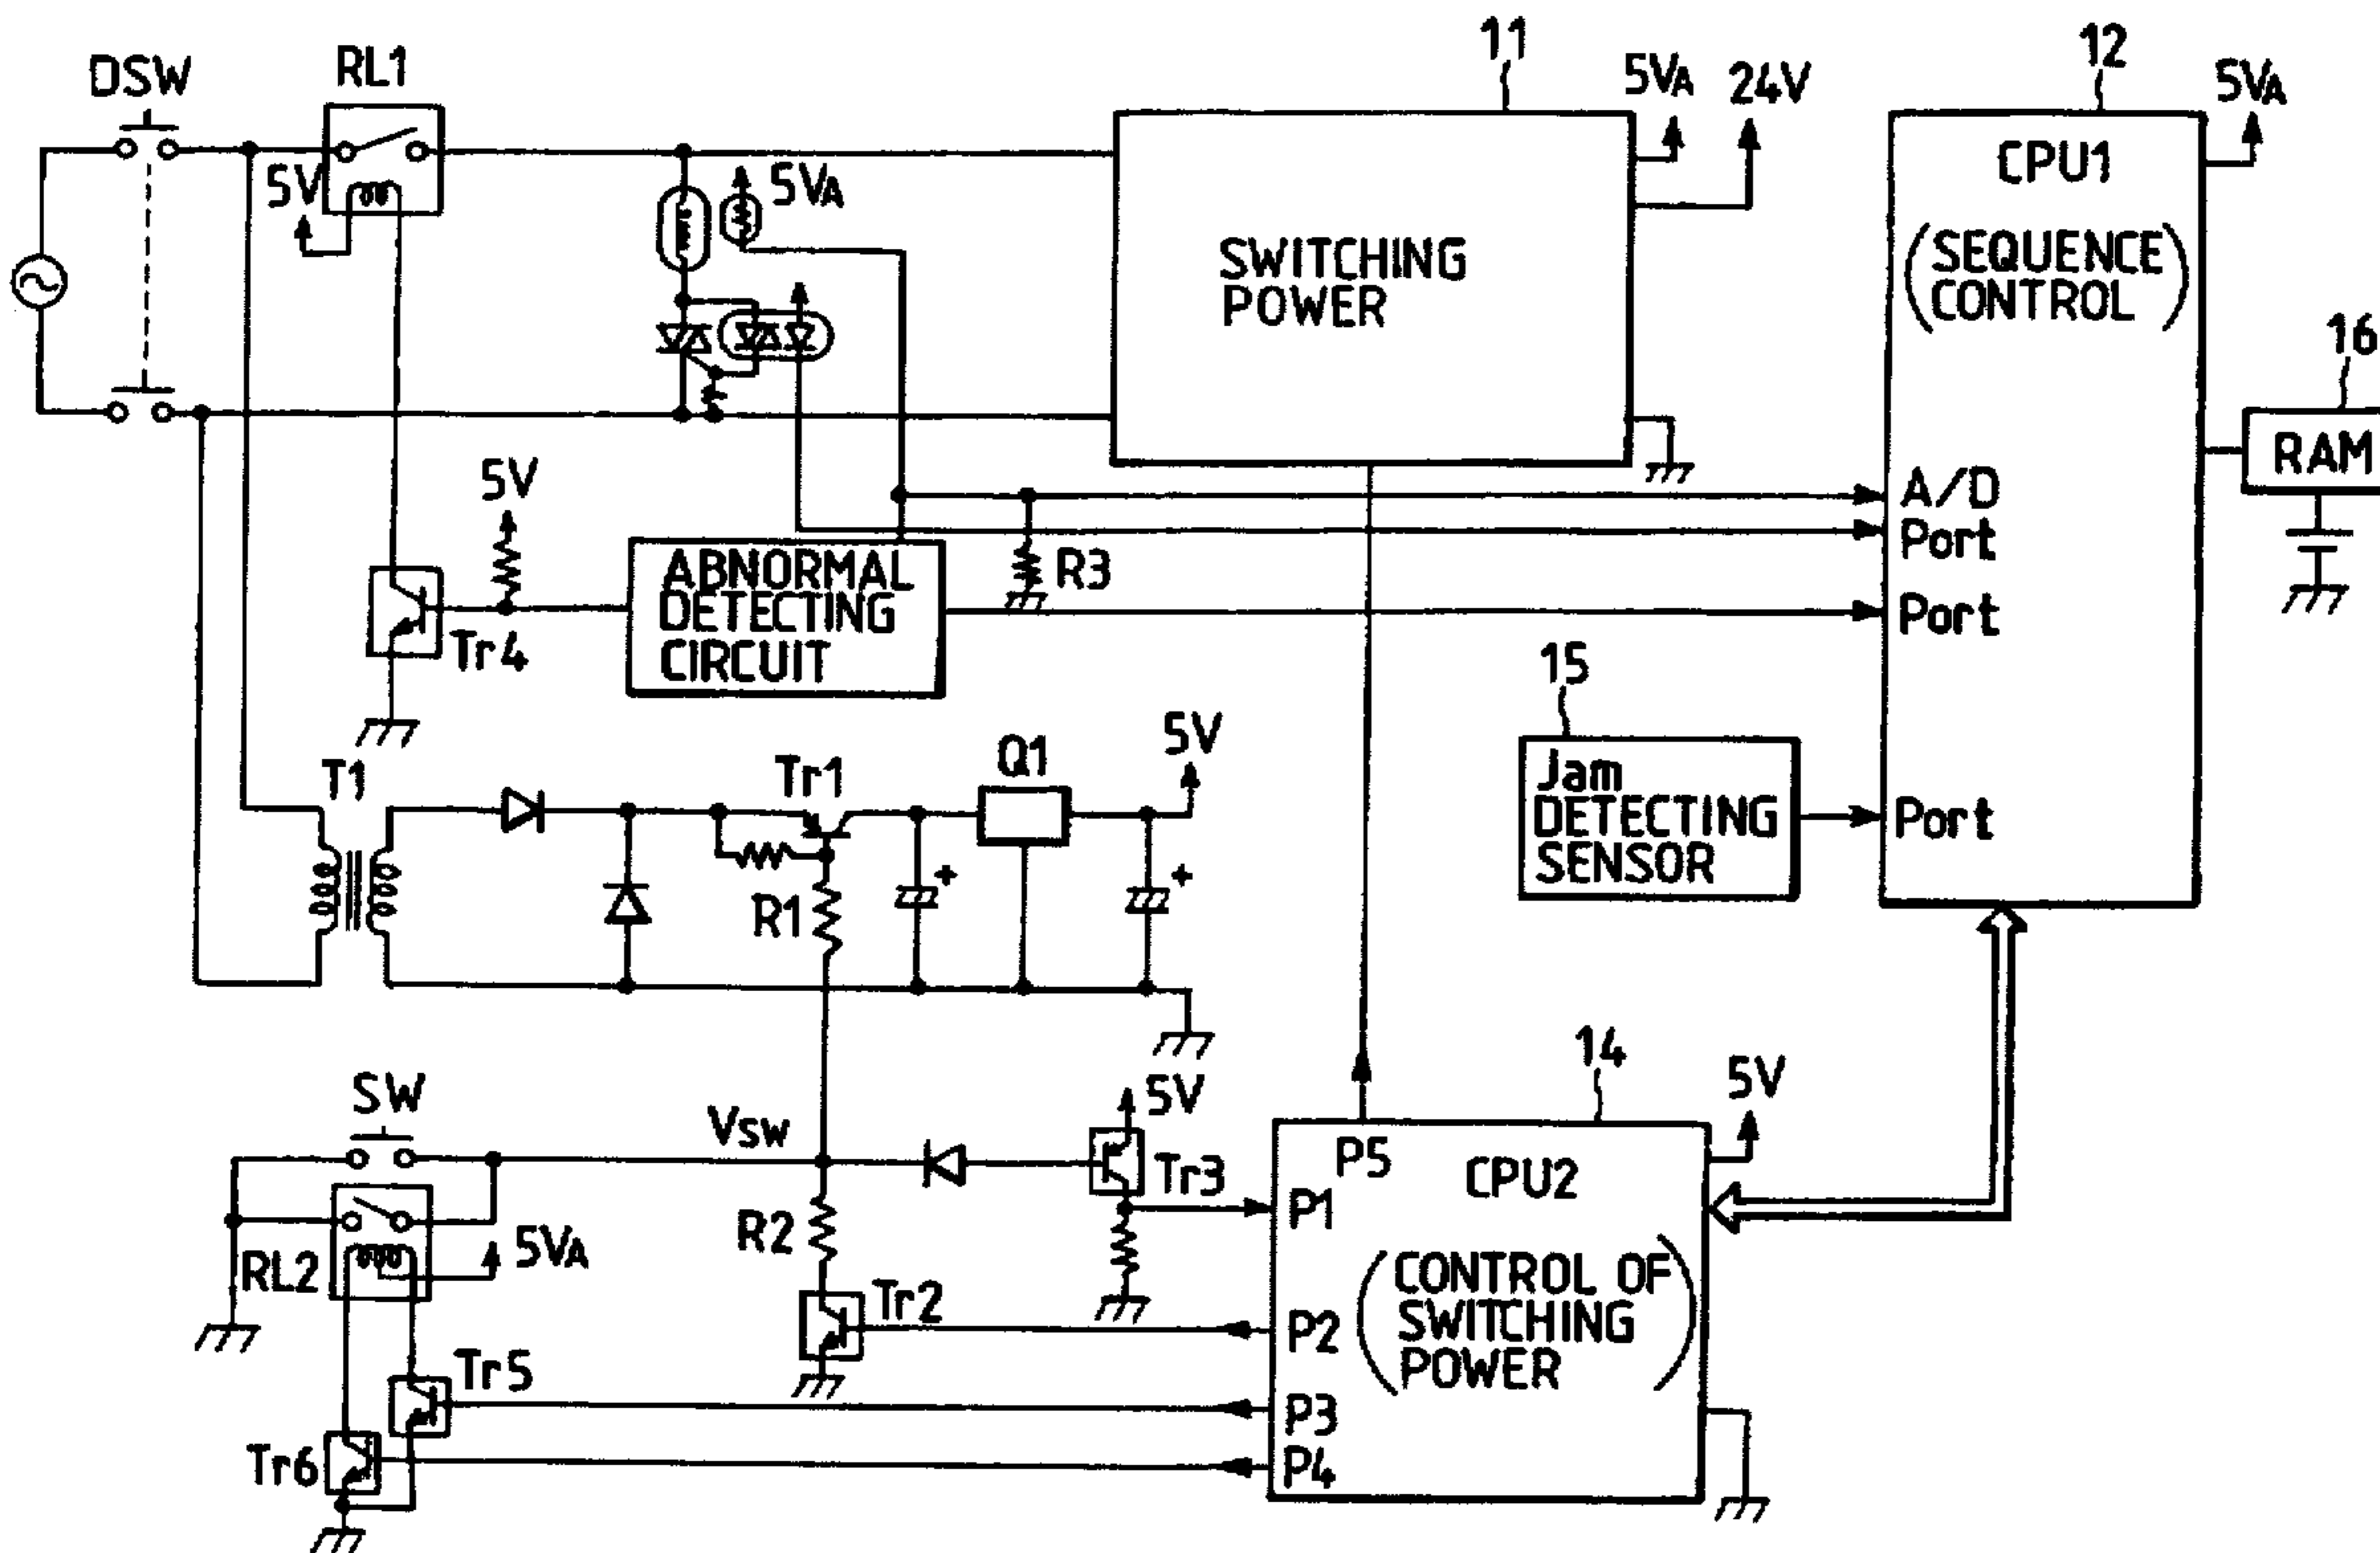 DSW
RL1
11
5VA
24V
12
5VA
5V
5VA
SWITCHING
POWER
CPU1
(SEQUENCE
CONTROL)
16
RAM
A/D
Port
Port
5V
ABNORMAL
DETECTING
CIRCUIT
R3
Tr4
15
Jam
DETECTING
SENSOR
Port
T1
Tr1
Q1
5V
R1
+
+
SW
VSW
5V
14
5V
Tr3
P5
CPU2
P1
R2
RL2
5VA
Tr2
P2
(CONTROL OF
SWITCHING
POWER)
Tr5
P3
Tr6
P4